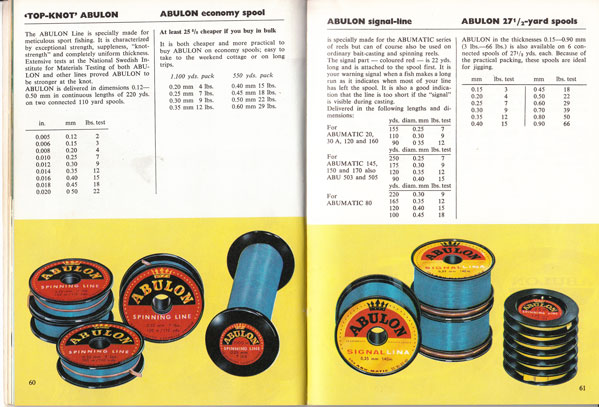 'TOP-KNOT' ABULON
The ABULON Line is specially made for
meticulous sport fishing. It is characterized
by exceptional strength, suppleness, "knot-
strength" and completely uniform thickness.
Extensive tests at the National Swedish In-
stitute for Materials Testing of both ABU-
LON and other lines proved ABULON to
be stronger at the knot.
ABULON is delivered in dimensions 0.12—
0.50 mm in continuous lengths of 220 yds.
on two connected 110 yard spools.
in. mm lbs. test
0.005 0.12 2
0.006 0.15 3
0.008 0.20 4
0.010 0.25 7
0.012 0.30 9
0.014 0.35 12
0.016 0.40 15
0.018 0.45 18
0.020 0.50 22
ABULON economy spool
At least 25 % cheaper if you buy in bulk
It is both cheaper and more practical to
buy ABULON on economy spools; easy to
take to the weekend cottage or on long
trips.
1,100 yds. pack 550 yds. pack
0.20 mm 4 lbs. 0.40 mm 15 lbs.
0.25 mm 7 lbs. 0.45 mm 18 lbs.
0.30 mm 9 lbs. 0.50 mm 22 lbs.
0.35 mm 12 lbs. 0.60 mm 29 lbs.
ABULON
SPINNING LINE
ABULON
SPINNING LINE
ABULON
SPINNING LINE
ABULON
SPINNING LINE
60
ABULON signal-line
is specially made for the ABUMATIC series
of reels but can of course also be used on
ordinary bait-casting and spinning reels.
The signal part — coloured red — is 22 yds.
long and is attached to the spool first. It is
your warning signal when a fish makes a long
run as it indicates when most of your line
has left the spool. It is also a good indica-
tion that the line is too short if the "signal"
is visible during casting.
Delivered in the following lengths and di-
mensions:
yds. diam. mm lbs. test
For
ABUMATIC 20,
30 A, 120 and 160
155 0.25 7
110 0.30 9
90 0.35 12
yds. diam. mm lbs. test
For
ABUMATIC 145,
150 and 170 also
ABU 503 and 505
250 0.25 7
175 0.30 9
120 0.35 12
90 0.40 15
yds. diam. mm lbs. test
For
ABUMATIC 80
220 0.30 9
165 0.35 12
120 0.40 15
100 0.45 18
ABULON 27½-yard spools
ABULON in the thicknesses 0.15—0.90 mm
(3 lbs.—66 lbs.) is also available on 6 con-
nected spools of 27½ yds. each. Because of
the practical packing, these spools are ideal
for jigging.
mm lbs. test mm lbs. test
0.15 3 0.45 18
0.20 4 0.50 22
0.25 7 0.60 29
0.30 9 0.70 39
0.35 12 0.80 50
0.40 15 0.90 66
ABULON
SIGNAL LINA
0.25 mm 140 m
ABULON
SIGNAL LINA
0.35 mm 140 m
ABULON
61